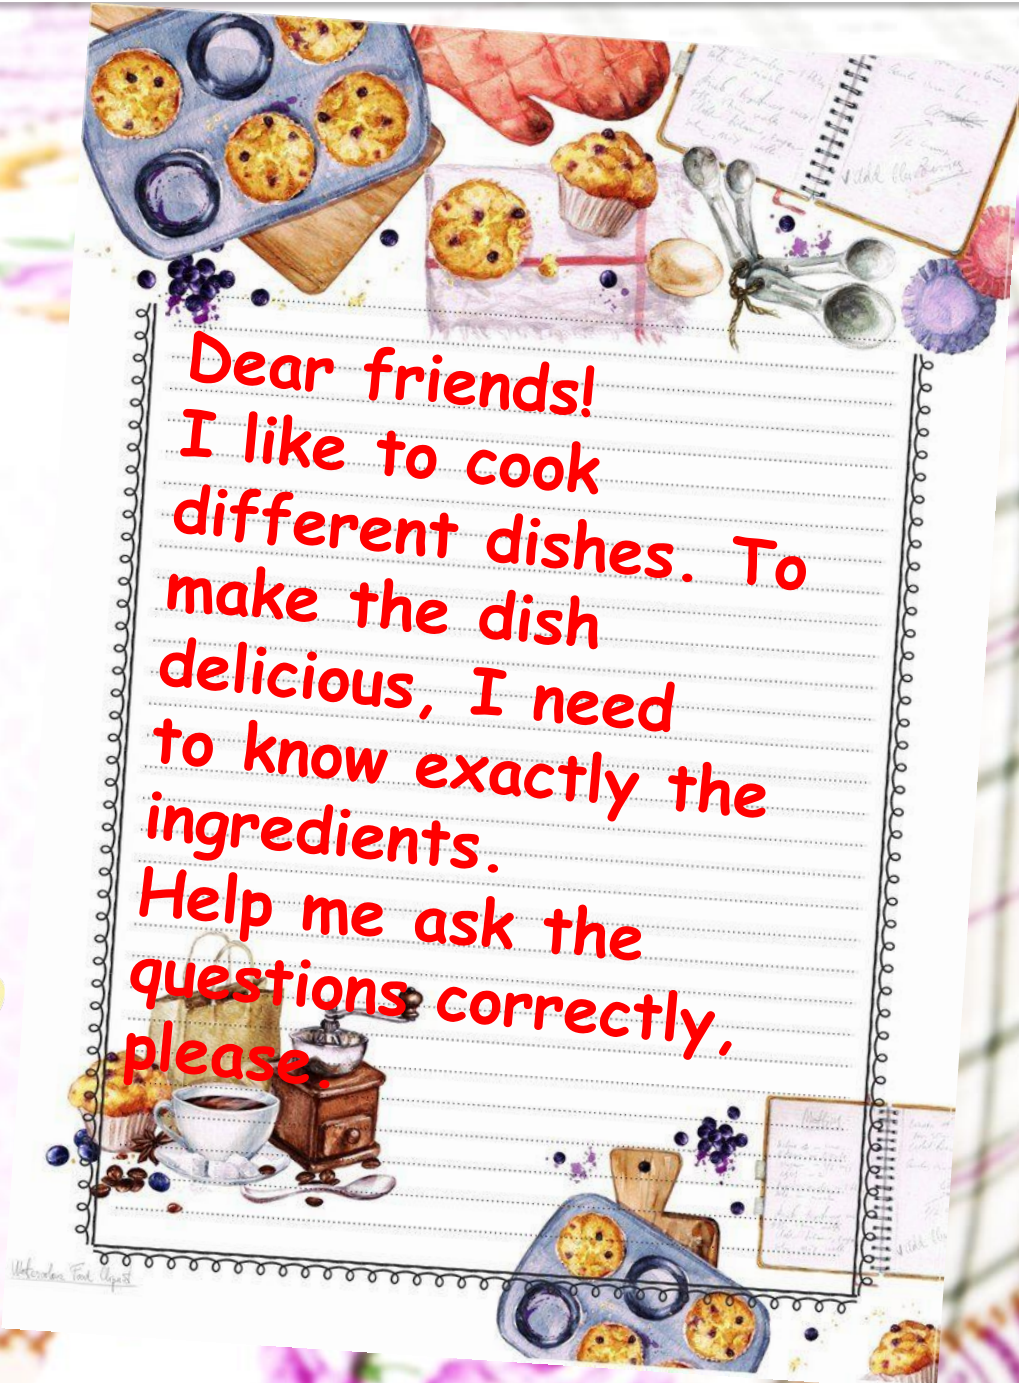 Dear friends!
I like to cook
different dishes. To
make the dish
delicious, I need
to know exactly the
ingredients.
Help me ask the
questions correctly,
please.